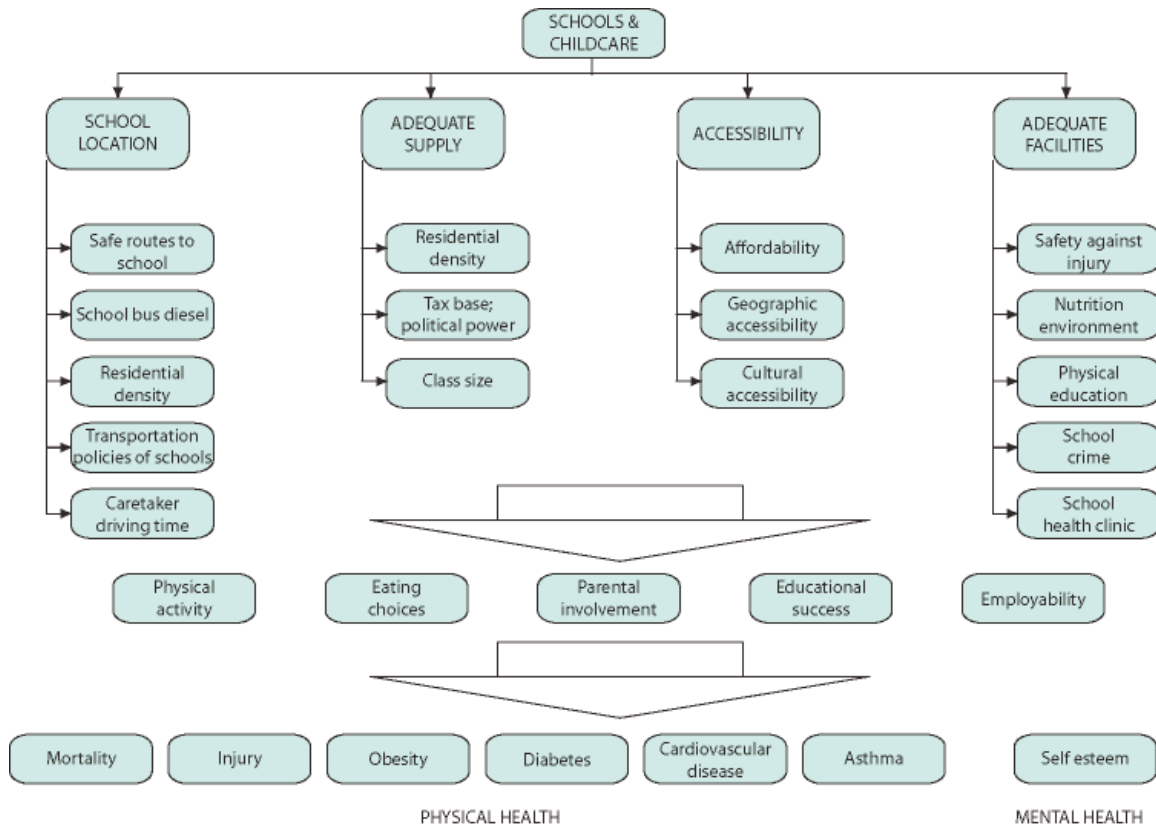 SCHOOLS &
CHILDCARE
SCHOOL
LOCATION
ADEQUATE
SUPPLY
ACCESSIBILITY
ADEQUATE
FACILITIES
Safe routes to
school
School bus diesel
Residential
density
Transportation
policies of schools
Caretaker
driving time
Residential
density
Tax base;
political power
Class size
Affordability
Geographic
accessibility
Cultural
accessibility
Safety against
injury
Nutrition
environment
Physical
education
School
crime
School
health clinic
Physical
activity
Eating
choices
Parental
involvement
Educational
success
Employability
Mortality
Injury
Obesity
Diabetes
Cardiovascular
disease
Asthma
Self esteem
PHYSICAL HEALTH
MENTAL HEALTH